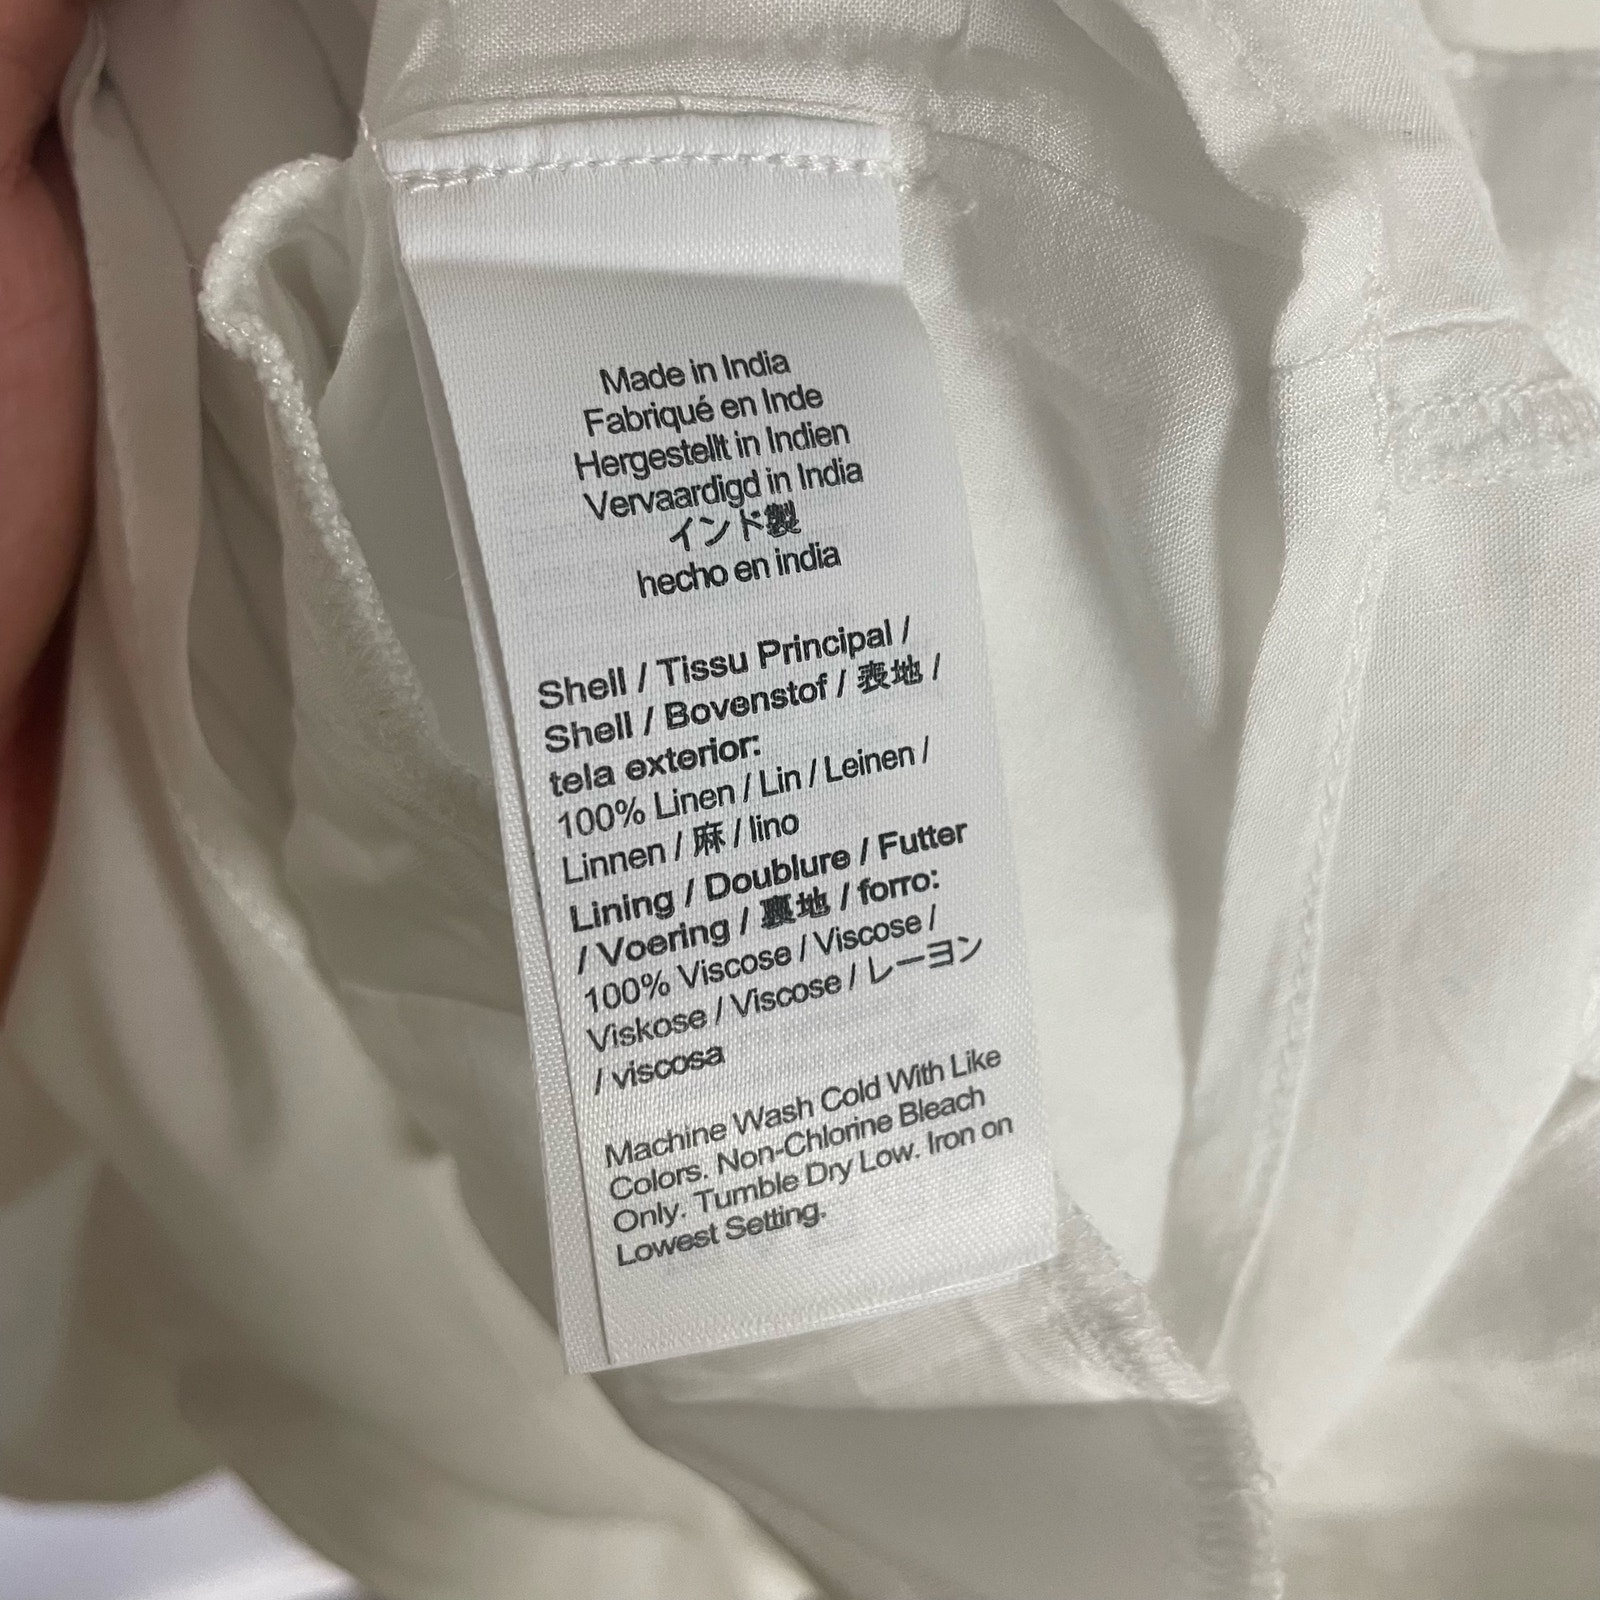 Made in India
Fabriqué en Inde
Hergestellt in Indien
Vervaardigd in India
インド製
hecho en india
Shell / Tissu Principal /
Shell / Bovenstof / 表地 /
tela exterior:
100% Linen / Lin / Leinen /
Linnen / 麻 / lino
Lining / Doublure / Futter
/ Voering / 裏地 / forro:
100% Viscose / Viscose /
Viskose / Viscose / レーヨン
/ viscosa
Machine Wash Cold With Like
Colors. Non-Chlorine Bleach
Only. Tumble Dry Low. Iron on
Lowest Setting.